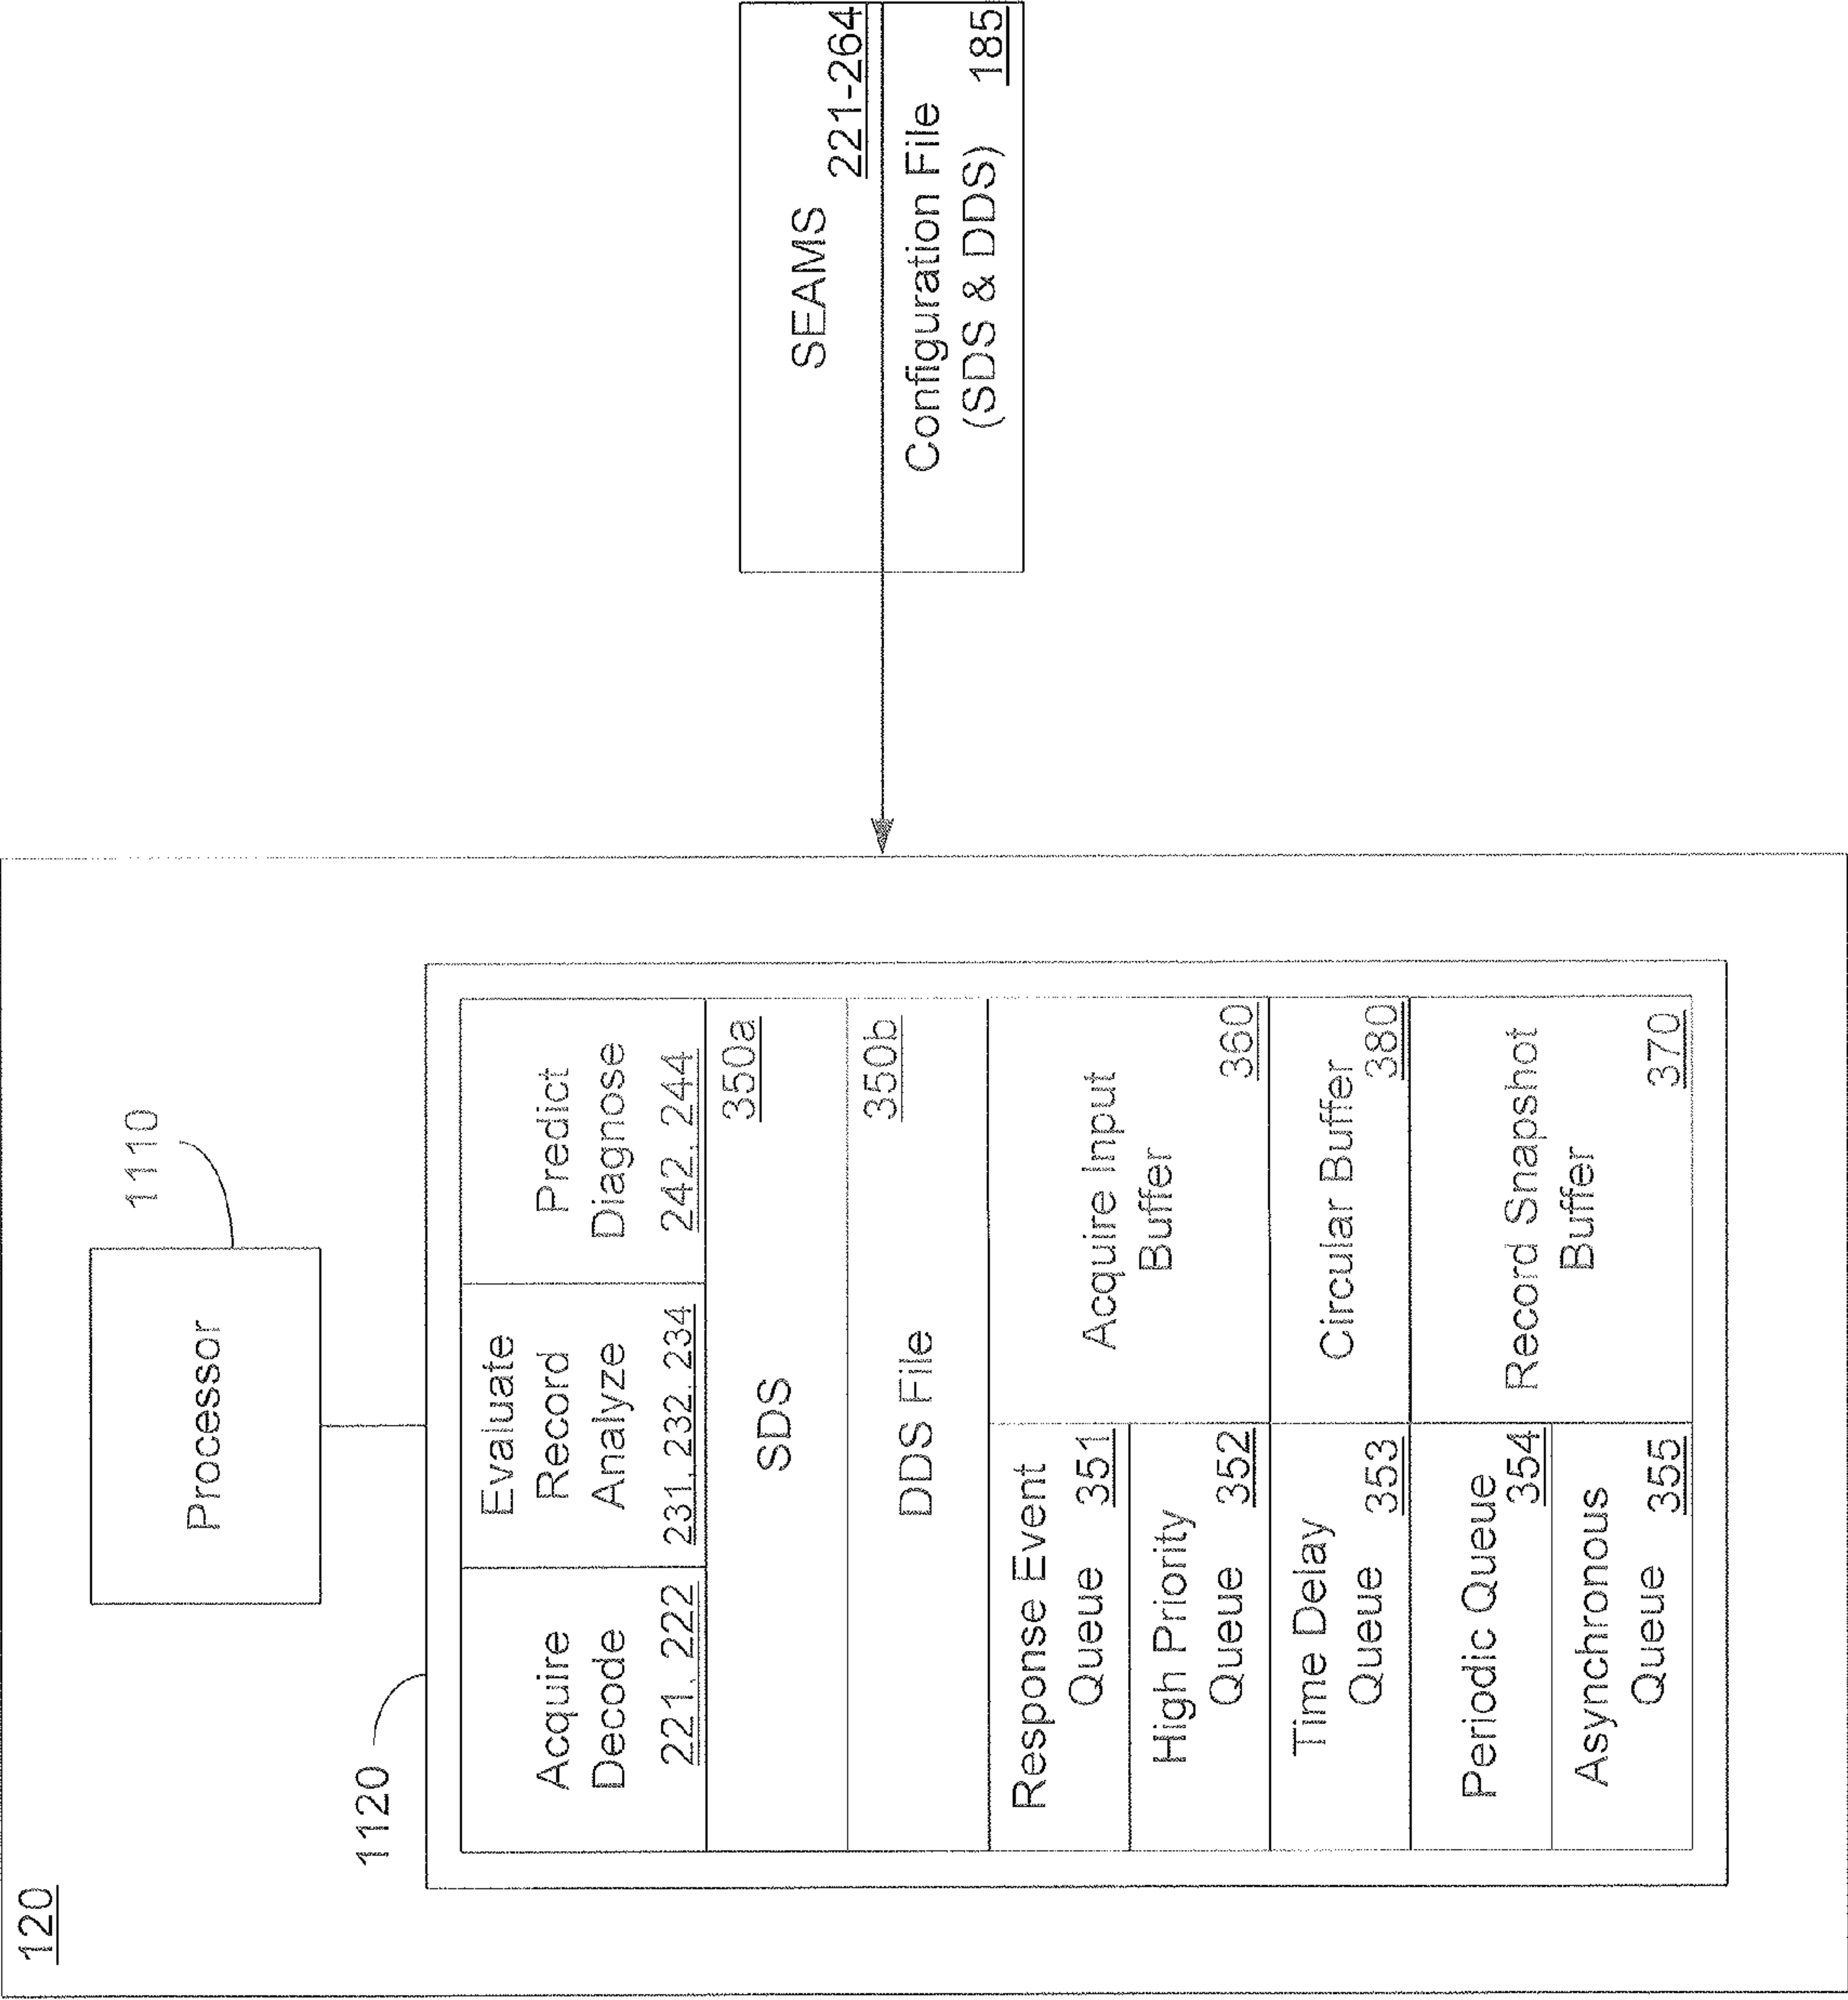 120
1110
Processor
1120
Acquire
Decode
221, 222
Evaluate
Record
Analyze
231, 232, 234
Predict
Diagnose
242, 244
SDS
350a
DDS File
350b
Response Event
Queue 351
High Priority
Queue 352
Time Delay
Queue 353
Periodic Queue
354
Asynchronous
Queue 355
Acquire Input
Buffer
360
Circular Buffer
380
Record Snapshot
Buffer
370
SEAMS
221-264
Configuration File
(SDS & DDS) 185